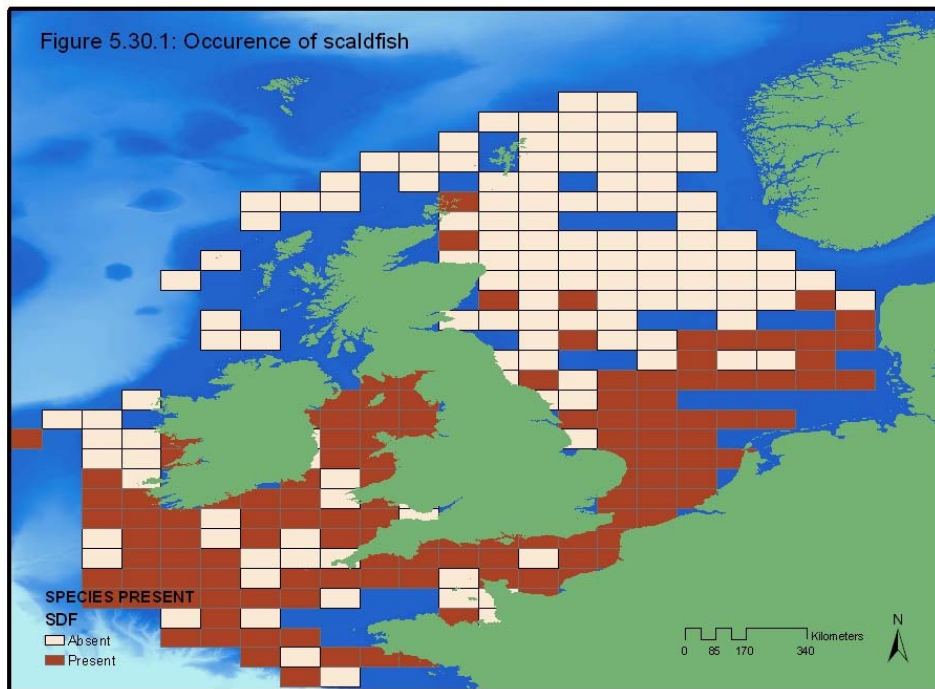 Figure 5.30.1: Occurence of scaldfish
SPECIES PRESENT
SDF
Absent
Present
N
Kilometers
0 85 170 340